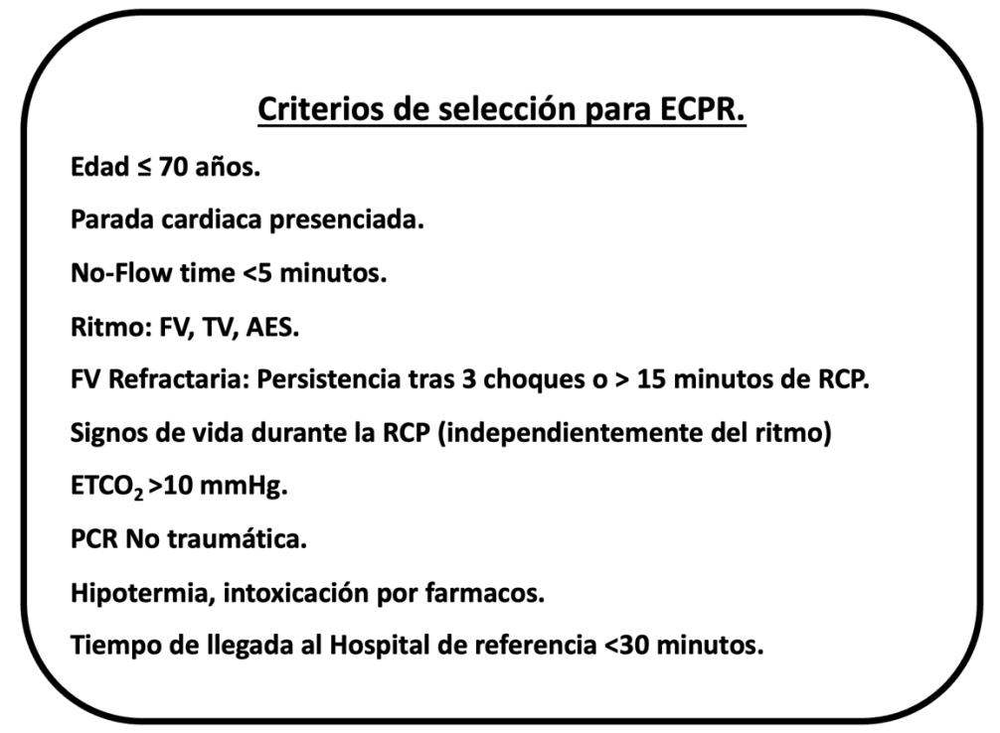 Criterios de selección para ECPR.
Edad ≤ 70 años.
Parada cardiaca presenciada.
No-Flow time <5 minutos.
Ritmo: FV, TV, AES.
FV Refractaria: Persistencia tras 3 choques o > 15 minutos de RCP.
Signos de vida durante la RCP (independientemente del ritmo)
ETCO₂ >10 mmHg.
PCR No traumática.
Hipotermia, intoxicación por farmacos.
Tiempo de llegada al Hospital de referencia <30 minutos.